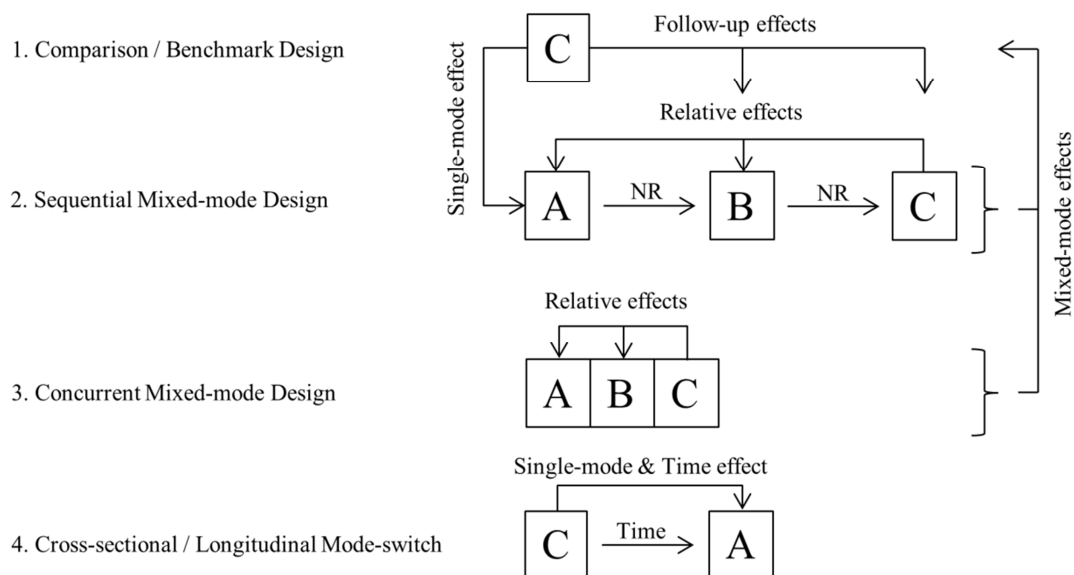 1. Comparison / Benchmark Design
C
Follow-up effects
Single-mode effect
Relative effects
2. Sequential Mixed-mode Design
A
NR
B
NR
C
Mixed-mode effects
Relative effects
3. Concurrent Mixed-mode Design
A B C
Single-mode & Time effect
4. Cross-sectional / Longitudinal Mode-switch
C
Time
A